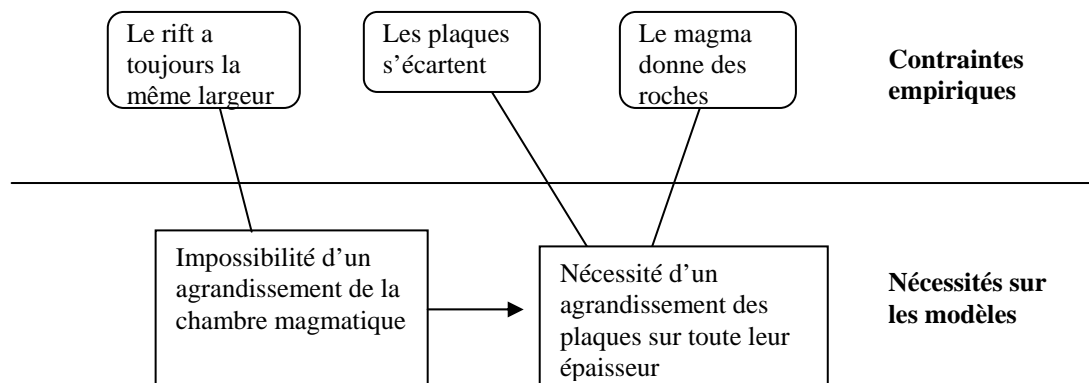 Le rift a
toujours la
même largeur
Les plaques
s’écartent
Le magma
donne des
roches
Contraintes
empiriques
Impossibilité d’un
agrandissement de la
chambre magmatique
Nécessité d’un
agrandissement des
plaques sur toute leur
épaisseur
Nécessités sur
les modèles